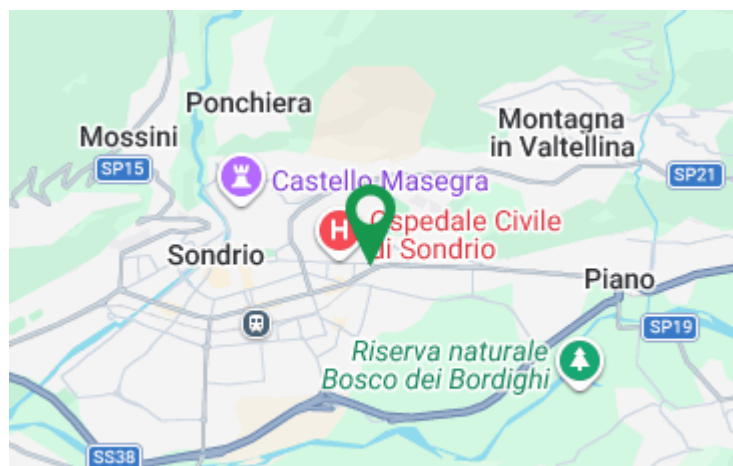 Ponchiera
Mossini
SP15
Montagna
in Valtellina
SP21
Castello Masegra
H
Ospedale Civile
di Sondrio
Sondrio
Piano
SP19
Riserva naturale
Bosco dei Bordighi
SS38